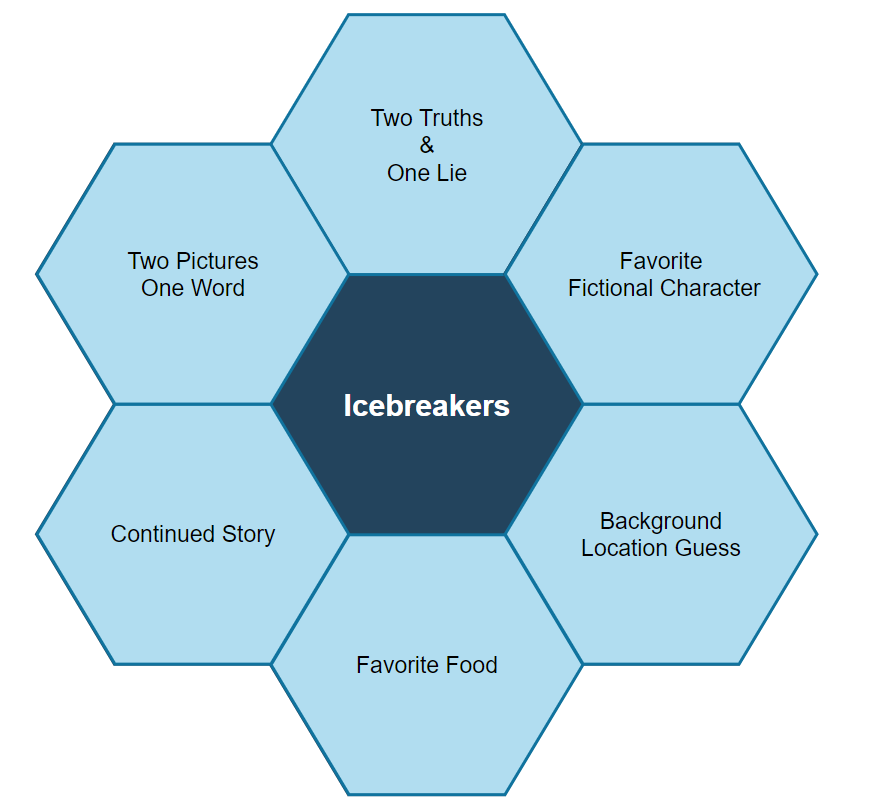 Two Truths
&
One Lie
Two Pictures
One Word
Favorite
Fictional Character
Icebreakers
Continued Story
Background
Location Guess
Favorite Food